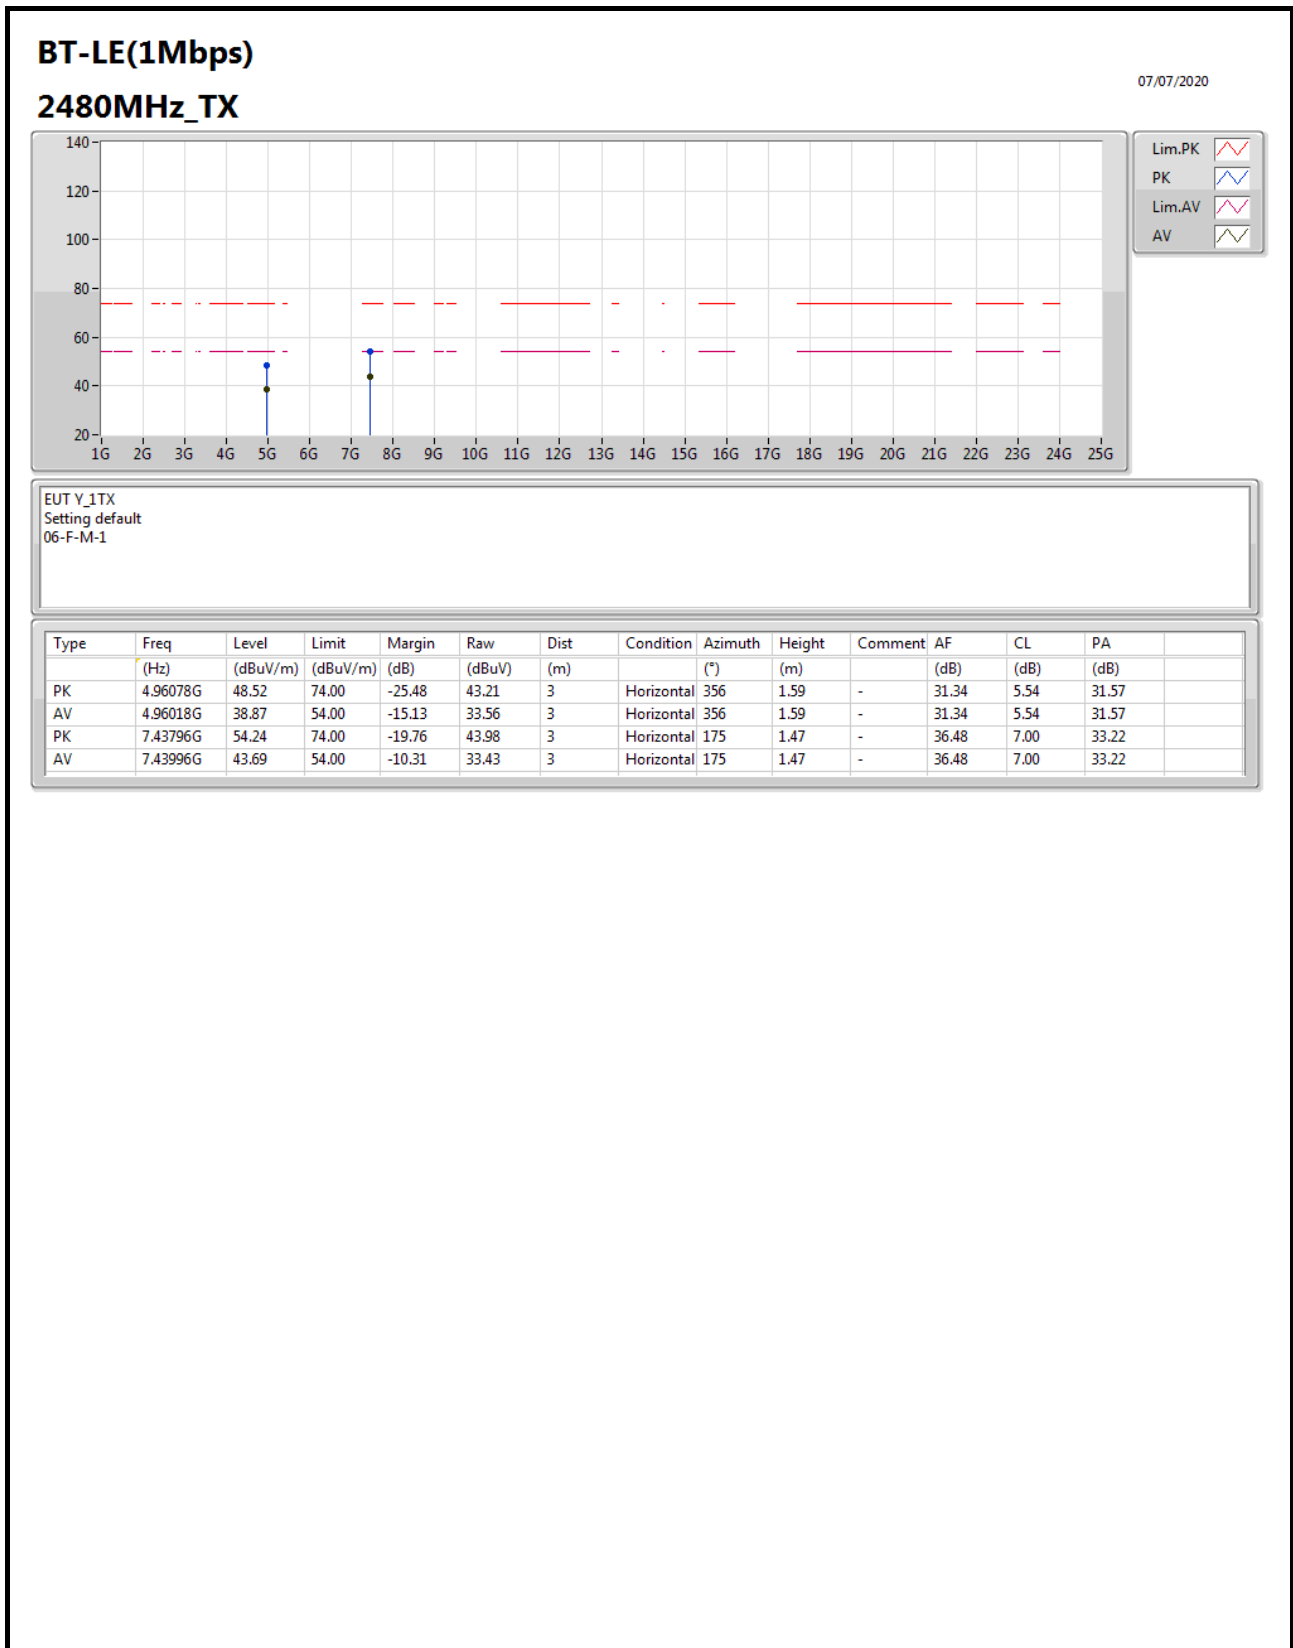 BT-LE(1Mbps)
07/07/2020
2480MHz_TX
140
120
100
80
60
40
20
1G 2G 3G 4G 5G 6G 7G 8G 9G 10G 11G 12G 13G 14G 15G 16G 17G 18G 19G 20G 21G 22G 23G 24G 25G
Lim.PK
PK
Lim.AV
AV
EUT Y_1TX
Setting default
06-F-M-1
Type Freq Level Limit Margin Raw Dist Condition Azimuth Height Comment AF CL PA
(Hz) (dBuV/m) (dBuV/m) (dB) (dBuV) (m) (°) (m) (dB) (dB) (dB)
PK 4.96078G 48.52 74.00 -25.48 43.21 3 Horizontal 356 1.59 - 31.34 5.54 31.57
AV 4.96018G 38.87 54.00 -15.13 33.56 3 Horizontal 356 1.59 - 31.34 5.54 31.57
PK 7.43796G 54.24 74.00 -19.76 43.98 3 Horizontal 175 1.47 - 36.48 7.00 33.22
AV 7.43996G 43.69 54.00 -10.31 33.43 3 Horizontal 175 1.47 - 36.48 7.00 33.22